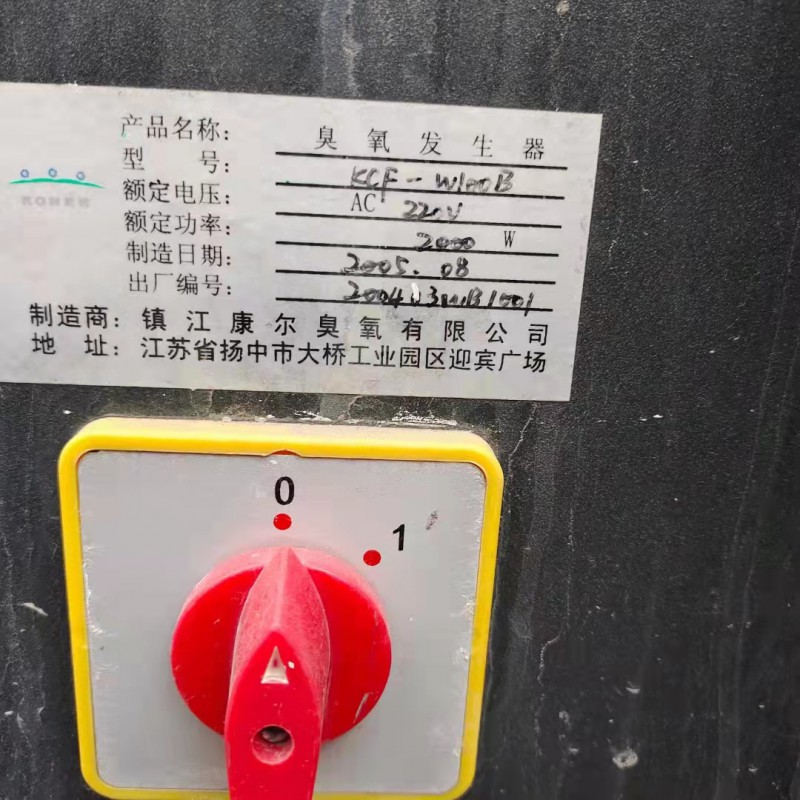 产品名称： 臭氧发生器
型 号： KCF-W100B
额定电压： AC 220V
额定功率： 2000 W
制造日期： 2005.08
出厂编号：
制造商：镇江康尔臭氧有限公司
地 址：江苏省扬中市大桥工业园区迎宾广场
0
1